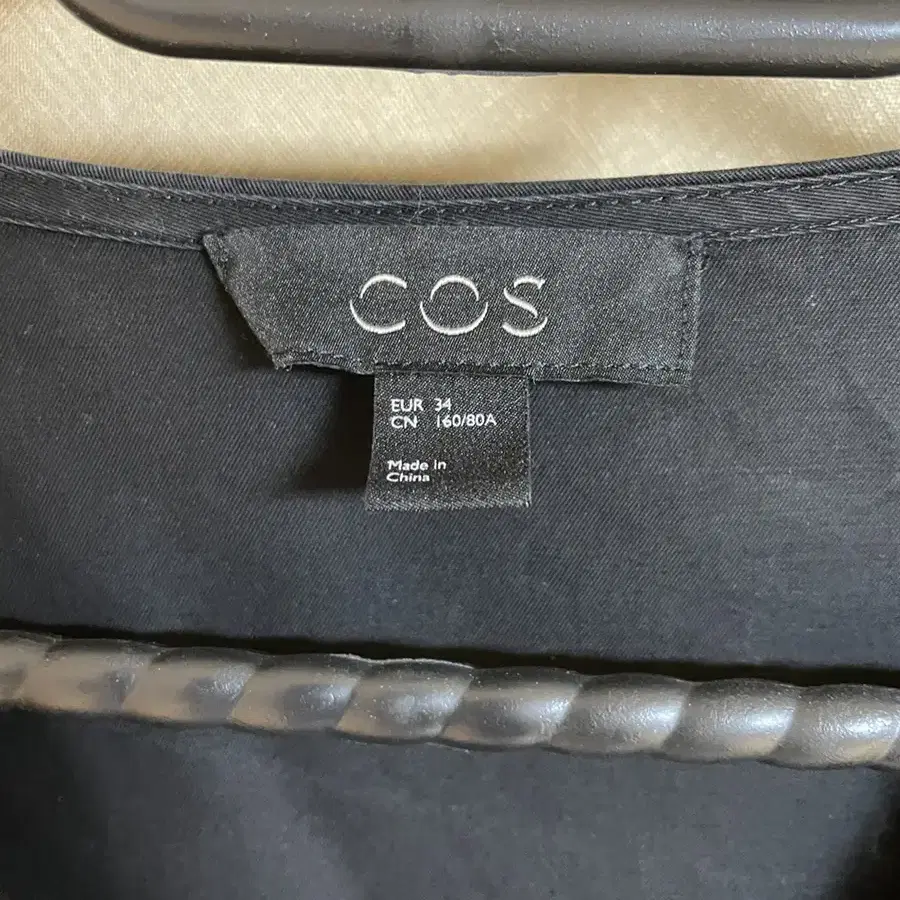 COS
EUR 34
CN 160/80A
Made in
China